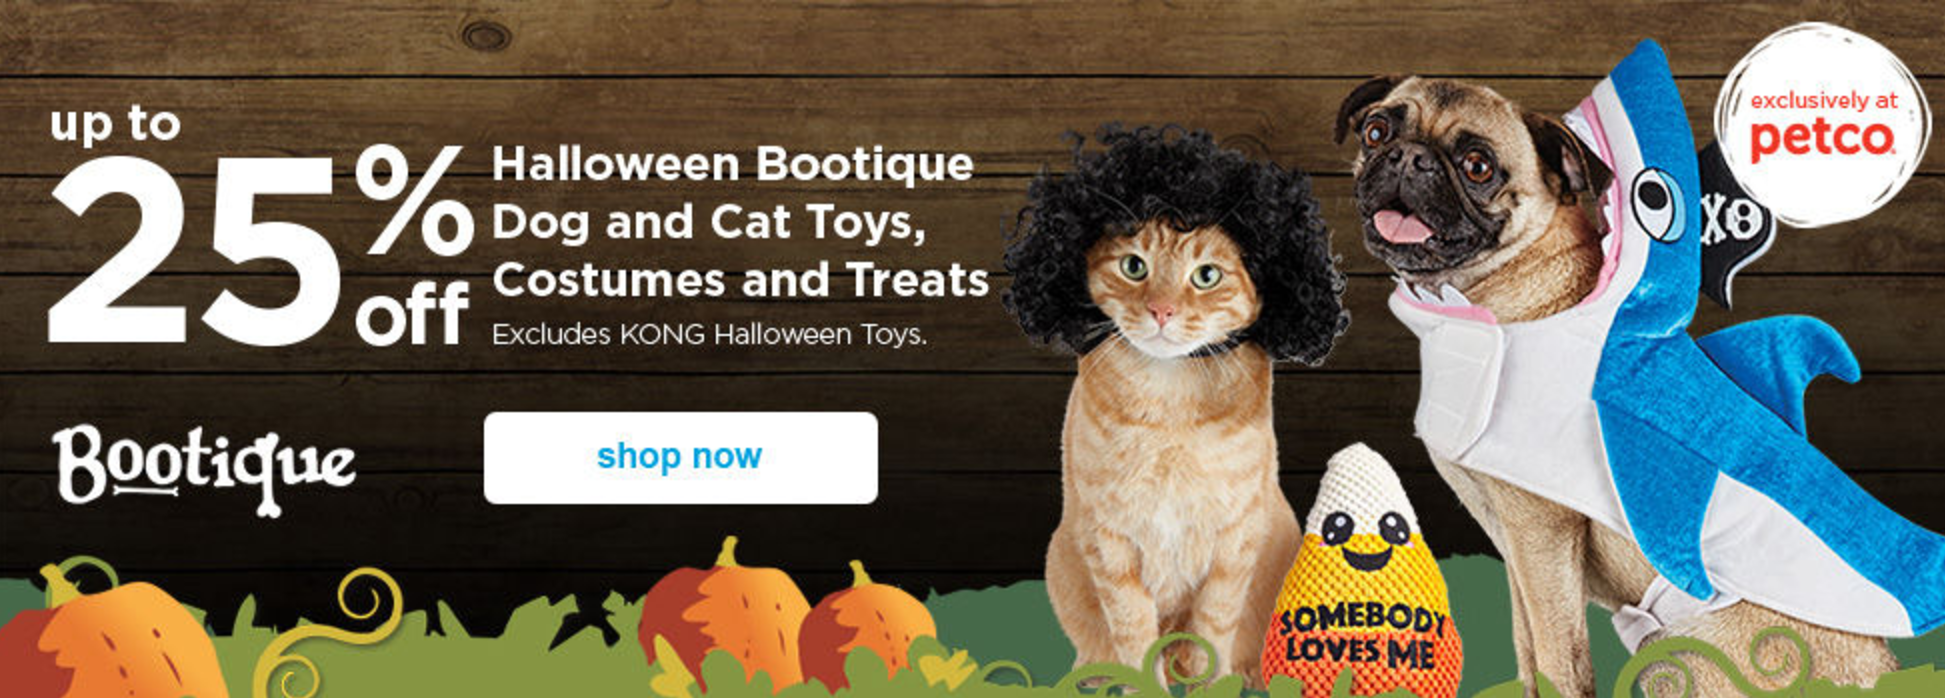 up to
25% off
Halloween Bootique
Dog and Cat Toys,
Costumes and Treats
Excludes KONG Halloween Toys.
Bootique
shop now
exclusively at
petco
SOMEBODY
LOVES ME